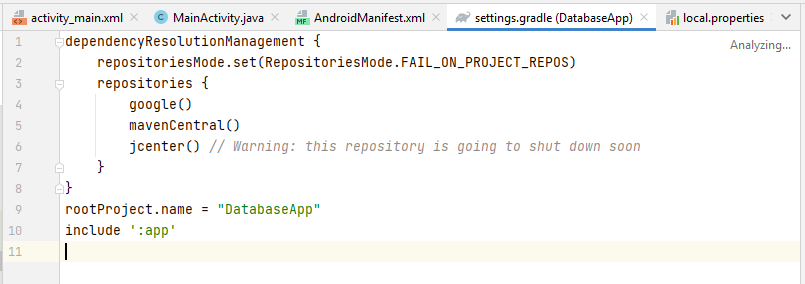 activity_main.xml MainActivity.java AndroidManifest.xml settings.gradle (DatabaseApp) local.properties
Analyzing...
1 dependencyResolutionManagement {
2 repositoriesMode.set(RepositoriesMode.FAIL_ON_PROJECT_REPOS)
3 repositories {
4 google()
5 mavenCentral()
6 jcenter() // Warning: this repository is going to shut down soon
7 }
8 }
9 rootProject.name = "DatabaseApp"
10 include ':app'
11